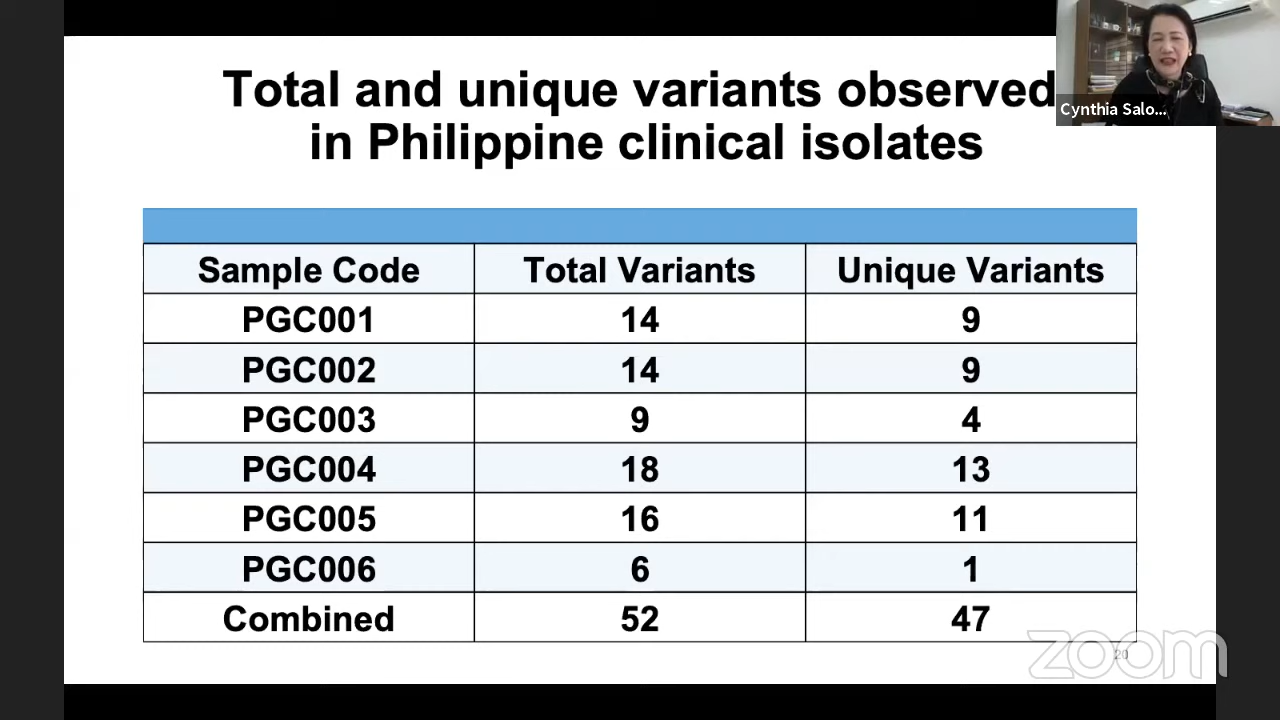 Total and unique variants observed
in Philippine clinical isolates
Cynthia Salo...
Sample Code Total Variants Unique Variants
PGC001 14 9
PGC002 14 9
PGC003 9 4
PGC004 18 13
PGC005 16 11
PGC006 6 1
Combined 52 47
20
zoom